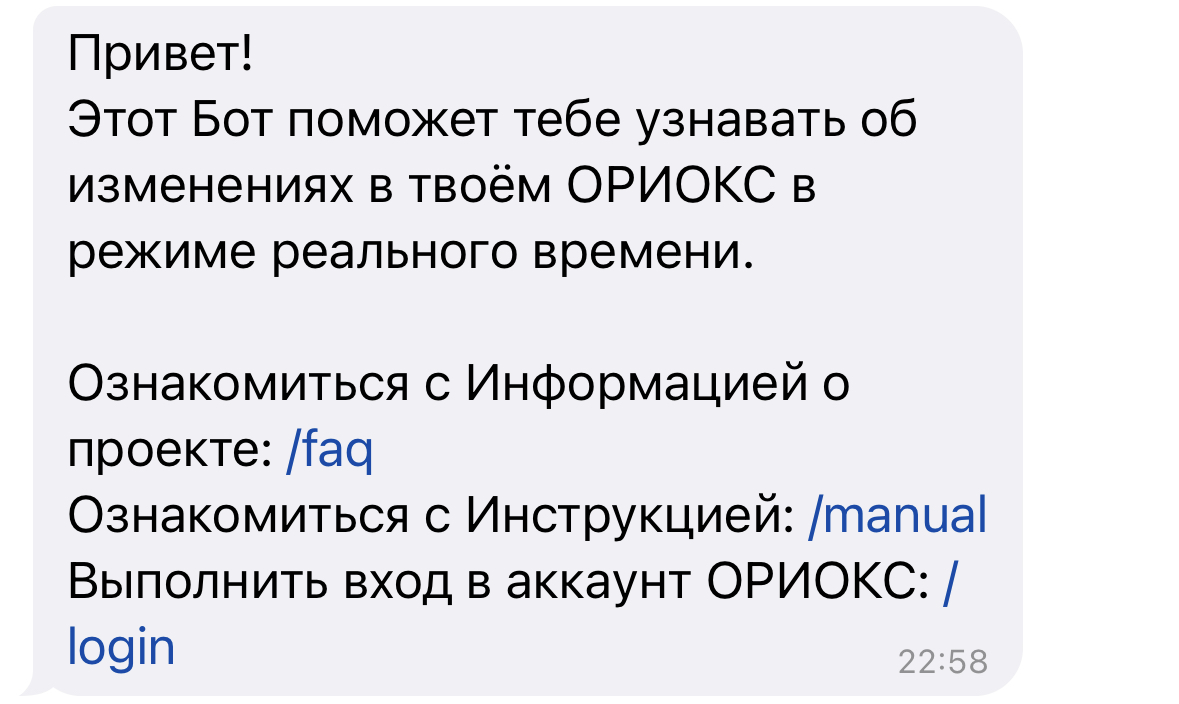 Привет!
Этот Бот поможет тебе узнавать об
изменениях в твоём ОРИОКС в
режиме реального времени.
Ознакомиться с Информацией о
проекте: /faq
Ознакомиться с Инструкцией: /manual
Выполнить вход в аккаунт ОРИОКС: /
login
22:58